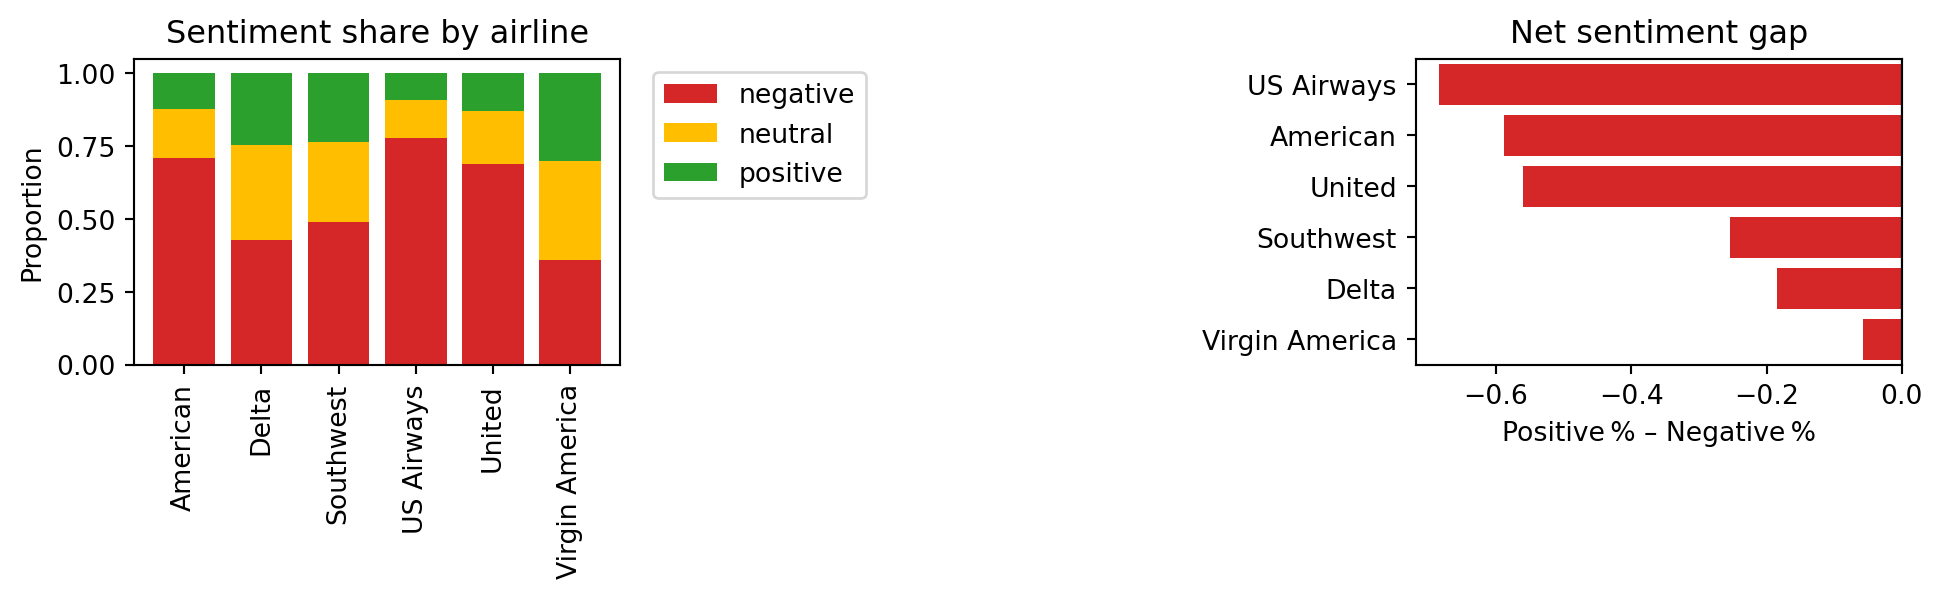 Sentiment share by airline
1.00
0.75
0.50
0.25
0.00
Proportion
American
Delta
Southwest
US Airways
United
Virgin America
negative
neutral
positive
Net sentiment gap
US Airways
American
United
Southwest
Delta
Virgin America
−0.6 −0.4 −0.2 0.0
Positive % – Negative %